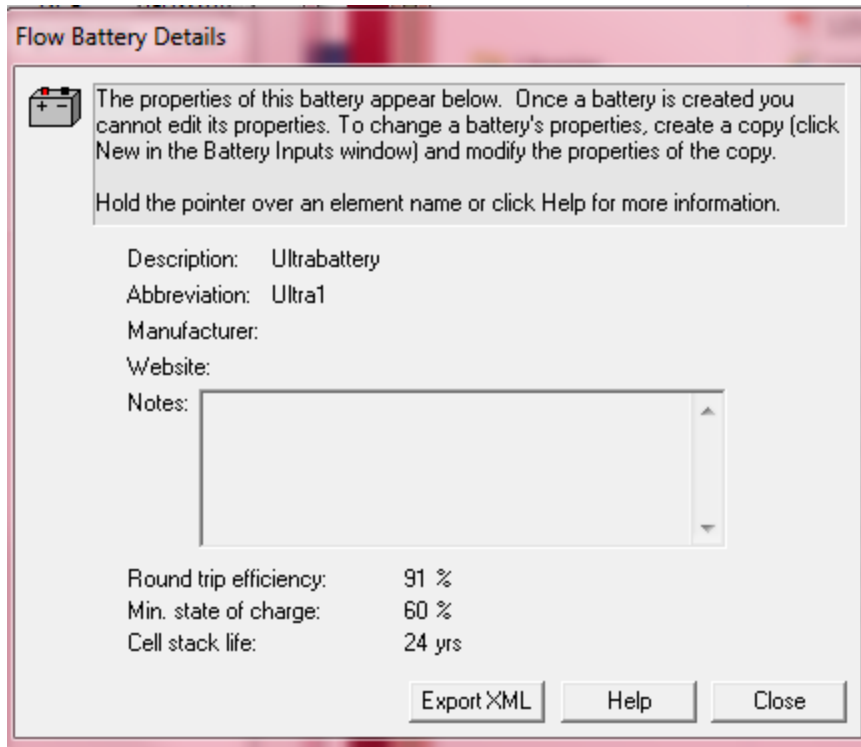 Flow Battery Details
The properties of this battery appear below.  Once a battery is created you
cannot edit its properties. To change a battery's properties, create a copy (click
New in the Battery Inputs window) and modify the properties of the copy.
Hold the pointer over an element name or click Help for more information.
Description: Ultrabattery
Abbreviation: Ultra1
Manufacturer:
Website:
Notes:
Round trip efficiency: 91 %
Min. state of charge: 60 %
Cell stack life: 24 yrs
Export XML Help Close